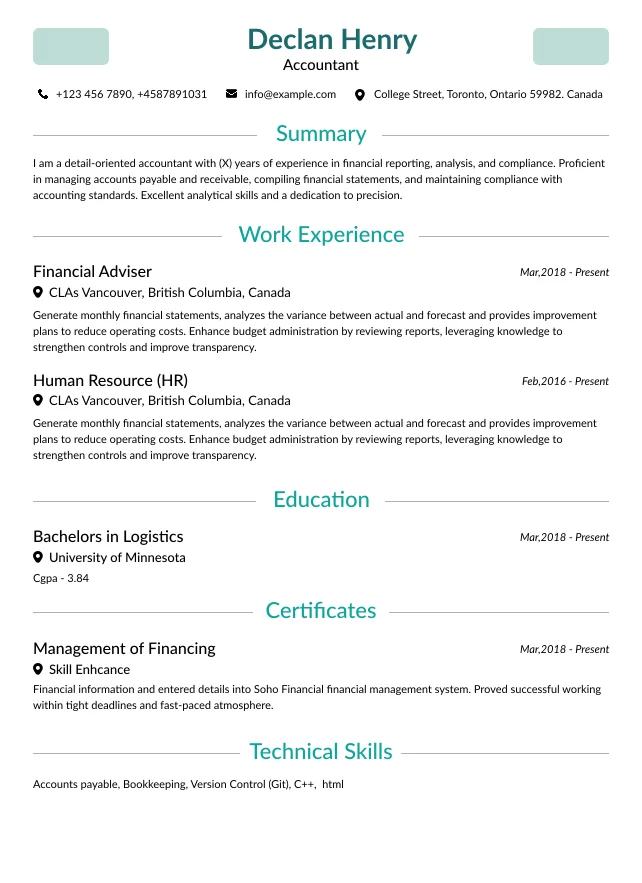 Declan Henry
Accountant
+123 456 7890, +4587891031 info@example.com College Street, Toronto, Ontario 59982. Canada
Summary
I am a detail-oriented accountant with (X) years of experience in financial reporting, analysis, and compliance. Proficient
in managing accounts payable and receivable, compiling financial statements, and maintaining compliance with
accounting standards. Excellent analytical skills and a dedication to precision.
Work Experience
Financial Adviser Mar,2018 - Present
CLAs Vancouver, British Columbia, Canada
Generate monthly financial statements, analyzes the variance between actual and forecast and provides improvement
plans to reduce operating costs. Enhance budget administration by reviewing reports, leveraging knowledge to
strengthen controls and improve transparency.
Human Resource (HR) Feb,2016 - Present
CLAs Vancouver, British Columbia, Canada
Generate monthly financial statements, analyzes the variance between actual and forecast and provides improvement
plans to reduce operating costs. Enhance budget administration by reviewing reports, leveraging knowledge to
strengthen controls and improve transparency.
Education
Bachelors in Logistics Mar,2018 - Present
University of Minnesota
Cgpa - 3.84
Certificates
Management of Financing Mar,2018 - Present
Skill Enhcance
Financial information and entered details into Soho Financial financial management system. Proved successful working
within tight deadlines and fast-paced atmosphere.
Technical Skills
Accounts payable, Bookkeeping, Version Control (Git), C++, html